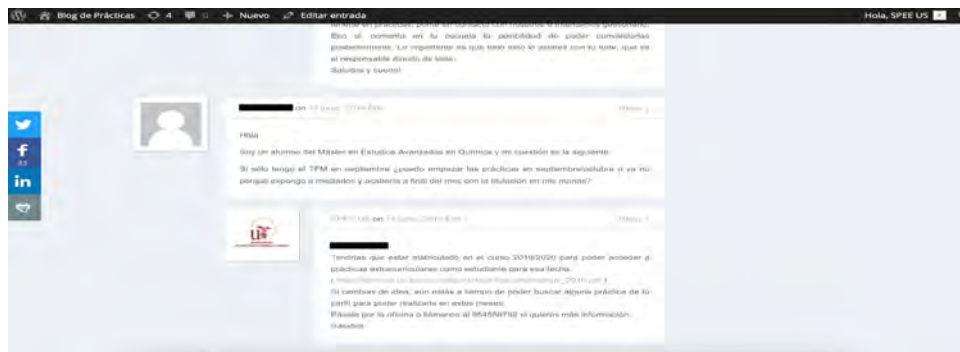 Blog de Prácticas 4 0 Nuevo Editar entrada Hola, SPEE US
Eso sí comenta en tu escuela la posibilidad de poder convalidarlas
posteriormente. Lo importante es que todo esto lo aclares con tu tutor, que es
el responsable directo de todo.
Saludos y suerte!
on
Hola
Soy un alumno del Máster en Estudios Avanzados en Química y mi cuestión es la siguiente:
Si sólo tengo el TFM en septiembre ¿puedo empezar las prácticas en septiembre/octubre o ya no
porque expongo a mediados y acabaría a final del mes con la titulación en mis manos?
on
Tendrías que estar matriculado en el curso 2019/2020 para poder acceder a
prácticas extracurriculares como estudiante para esa fecha.
Si cambias de idea, aún estás a tiempo de poder buscar alguna práctica de tu
perfil para poder realizarla en estos meses.
Pásate por la oficina o llámanos al si quieres más información.
Saludos
f
in